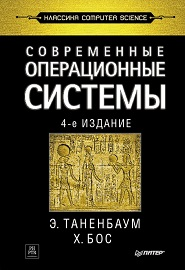 КЛАССИКА COMPUTER SCIENCE
СОВРЕМЕННЫЕ
ОПЕРАЦИОННЫЕ
СИСТЕМЫ
4-е ИЗДАНИЕ
Э. ТАНЕНБАУМ
Х. БОС
ПИТЕР